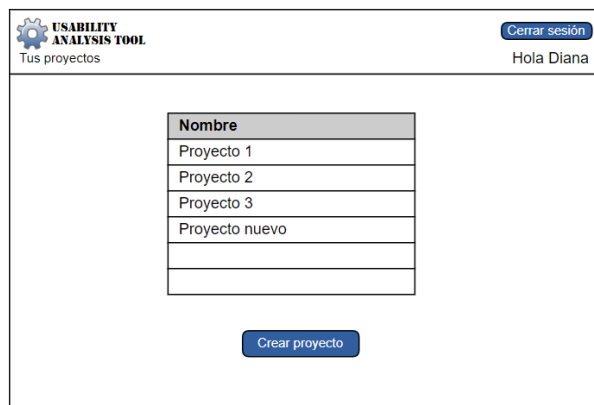 USABILITY
ANALYSIS TOOL
Cerrar sesión
Tus proyectos
Hola Diana
Nombre
Proyecto 1
Proyecto 2
Proyecto 3
Proyecto nuevo
Crear proyecto